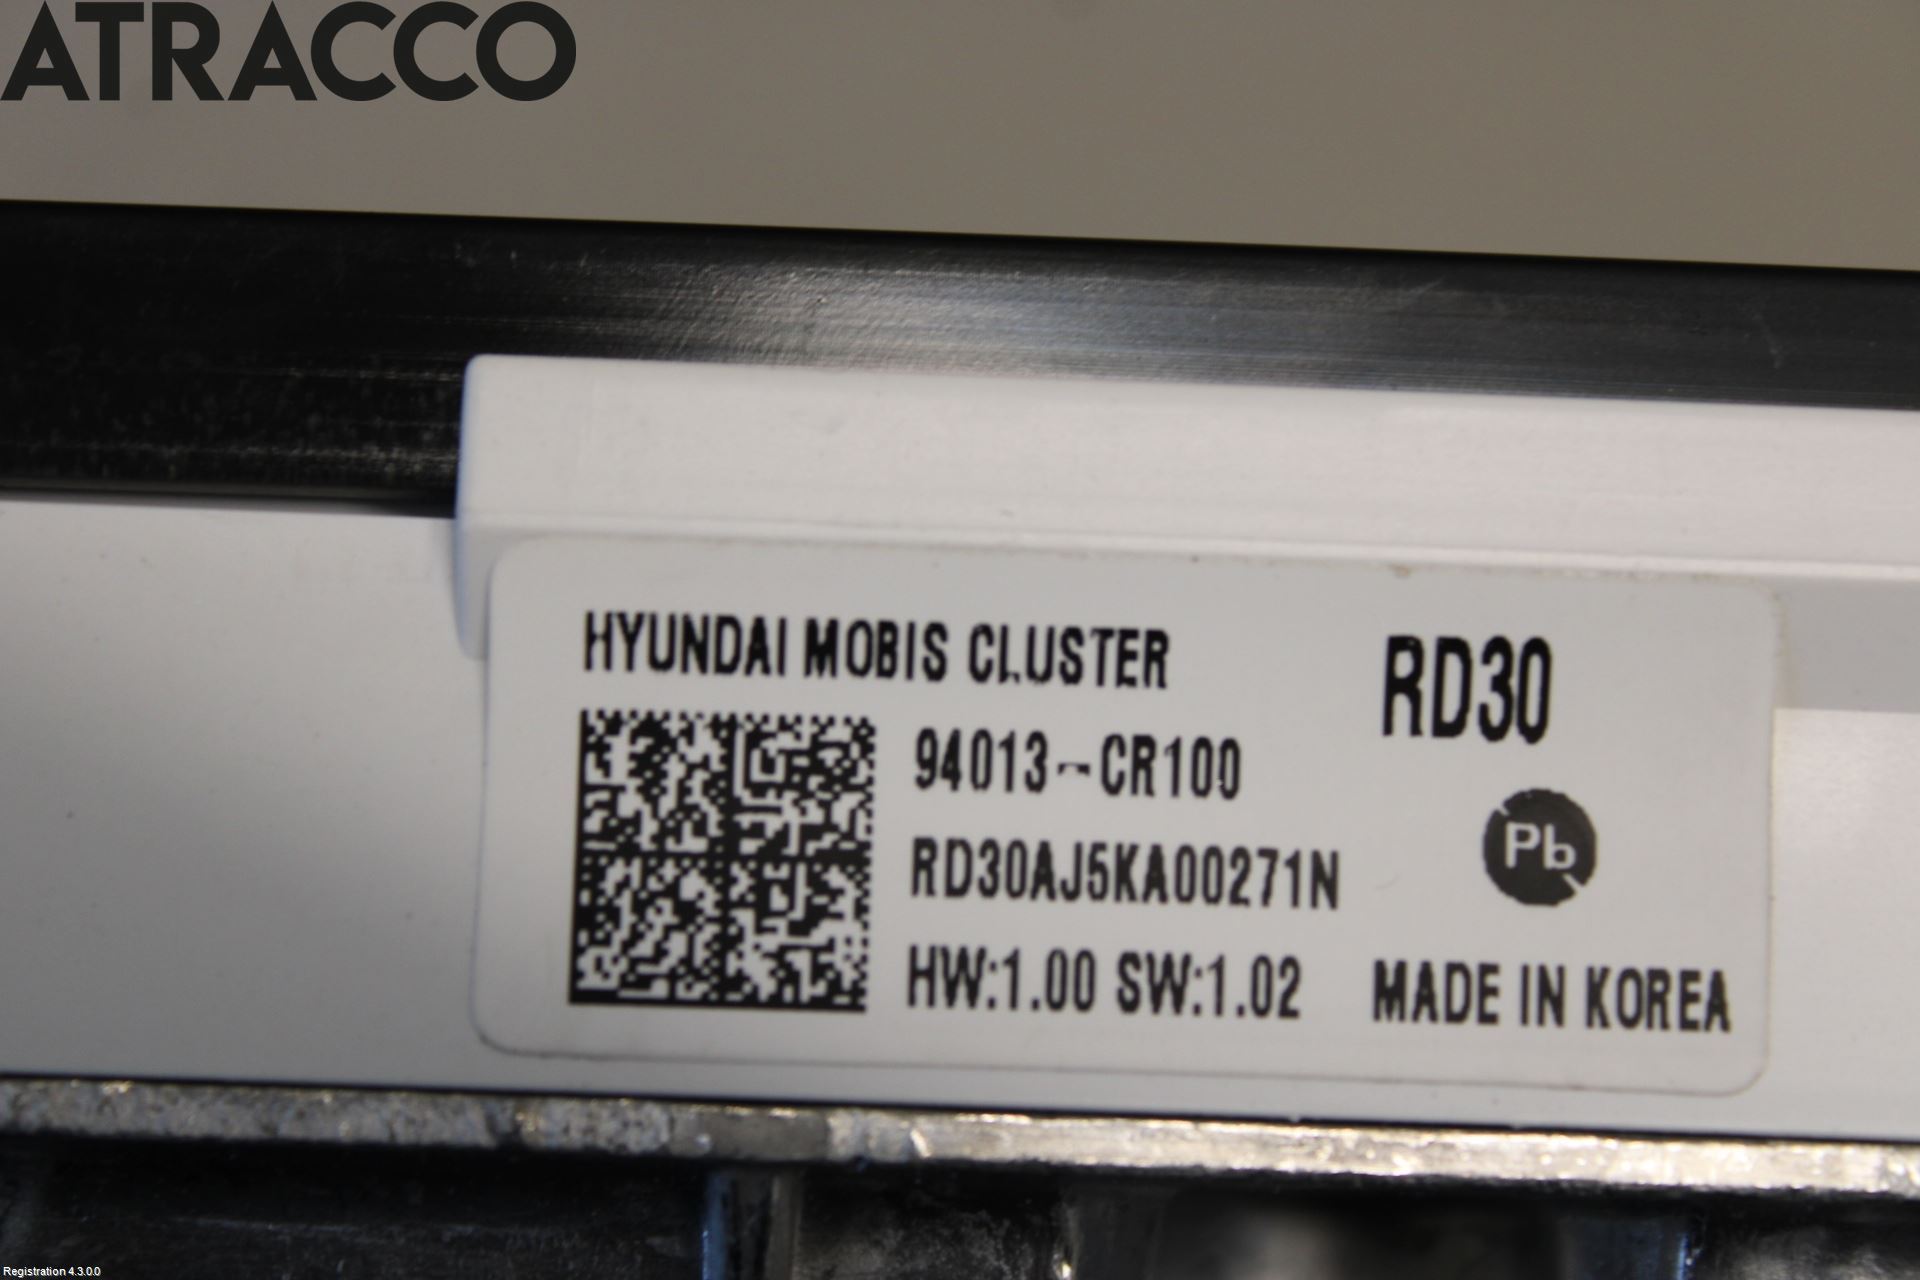 ATRACCO
HYUNDAI MOBIS CLUSTER
RD30
94013-CR100
Pb
RD30AJ5KA00271N
HW:1.00 SW:1.02
MADE IN KOREA
Registration 4.3.0.0